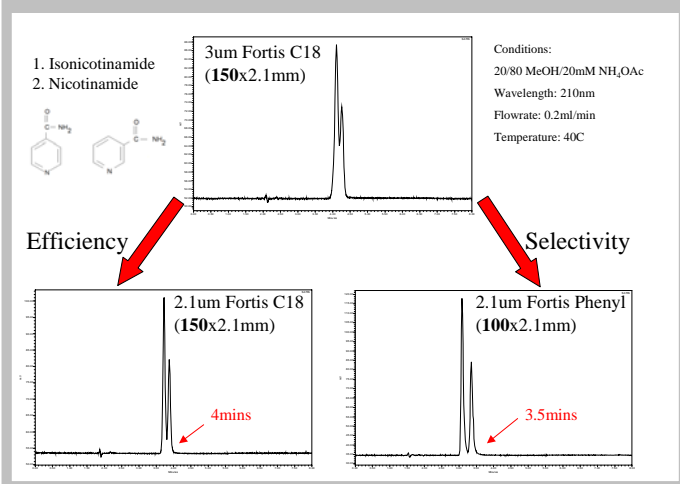 1. Isonicotinamide
2. Nicotinamide
O
NH₂
N
O
NH₂
N
3um Fortis C18
(150x2.1mm)
Conditions:
20/80 MeOH/20mM NH₄OAc
Wavelength: 210nm
Flowrate: 0.2ml/min
Temperature: 40C
Efficiency
Selectivity
2.1um Fortis C18
(150x2.1mm)
4mins
2.1um Fortis Phenyl
(100x2.1mm)
3.5mins